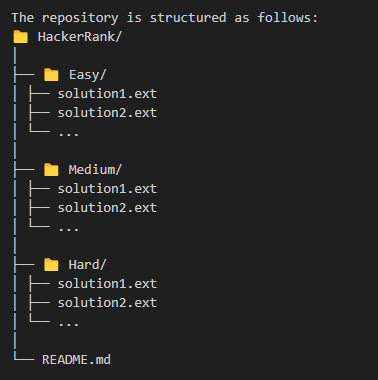 The repository is structured as follows:
📁 HackerRank/
│
├── 📁 Easy/
│ ├── solution1.ext
│ ├── solution2.ext
│ └── ...
│
├── 📁 Medium/
│ ├── solution1.ext
│ ├── solution2.ext
│ └── ...
│
├── 📁 Hard/
│ ├── solution1.ext
│ ├── solution2.ext
│ └── ...
│
└── README.md